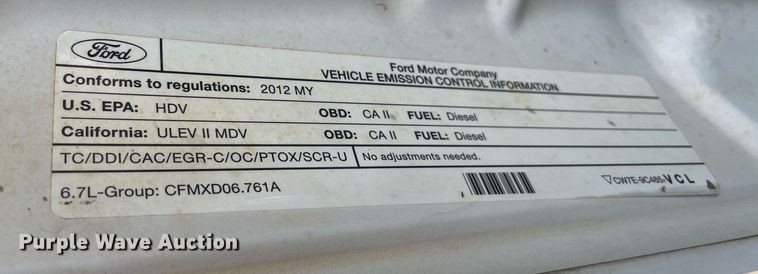 Ford
Ford Motor Company
VEHICLE EMISSION CONTROL INFORMATION
Conforms to regulations: 2012 MY
U.S. EPA: HDV OBD: CA II FUEL: Diesel
California: ULEV II MDV OBD: CA II FUEL: Diesel
TC/DDI/CAC/EGR-C/OC/PTOX/SCR-U No adjustments needed.
6.7L-Group: CFMXD06.761A
CW7E-9C485-VCL
Purple Wave Auction